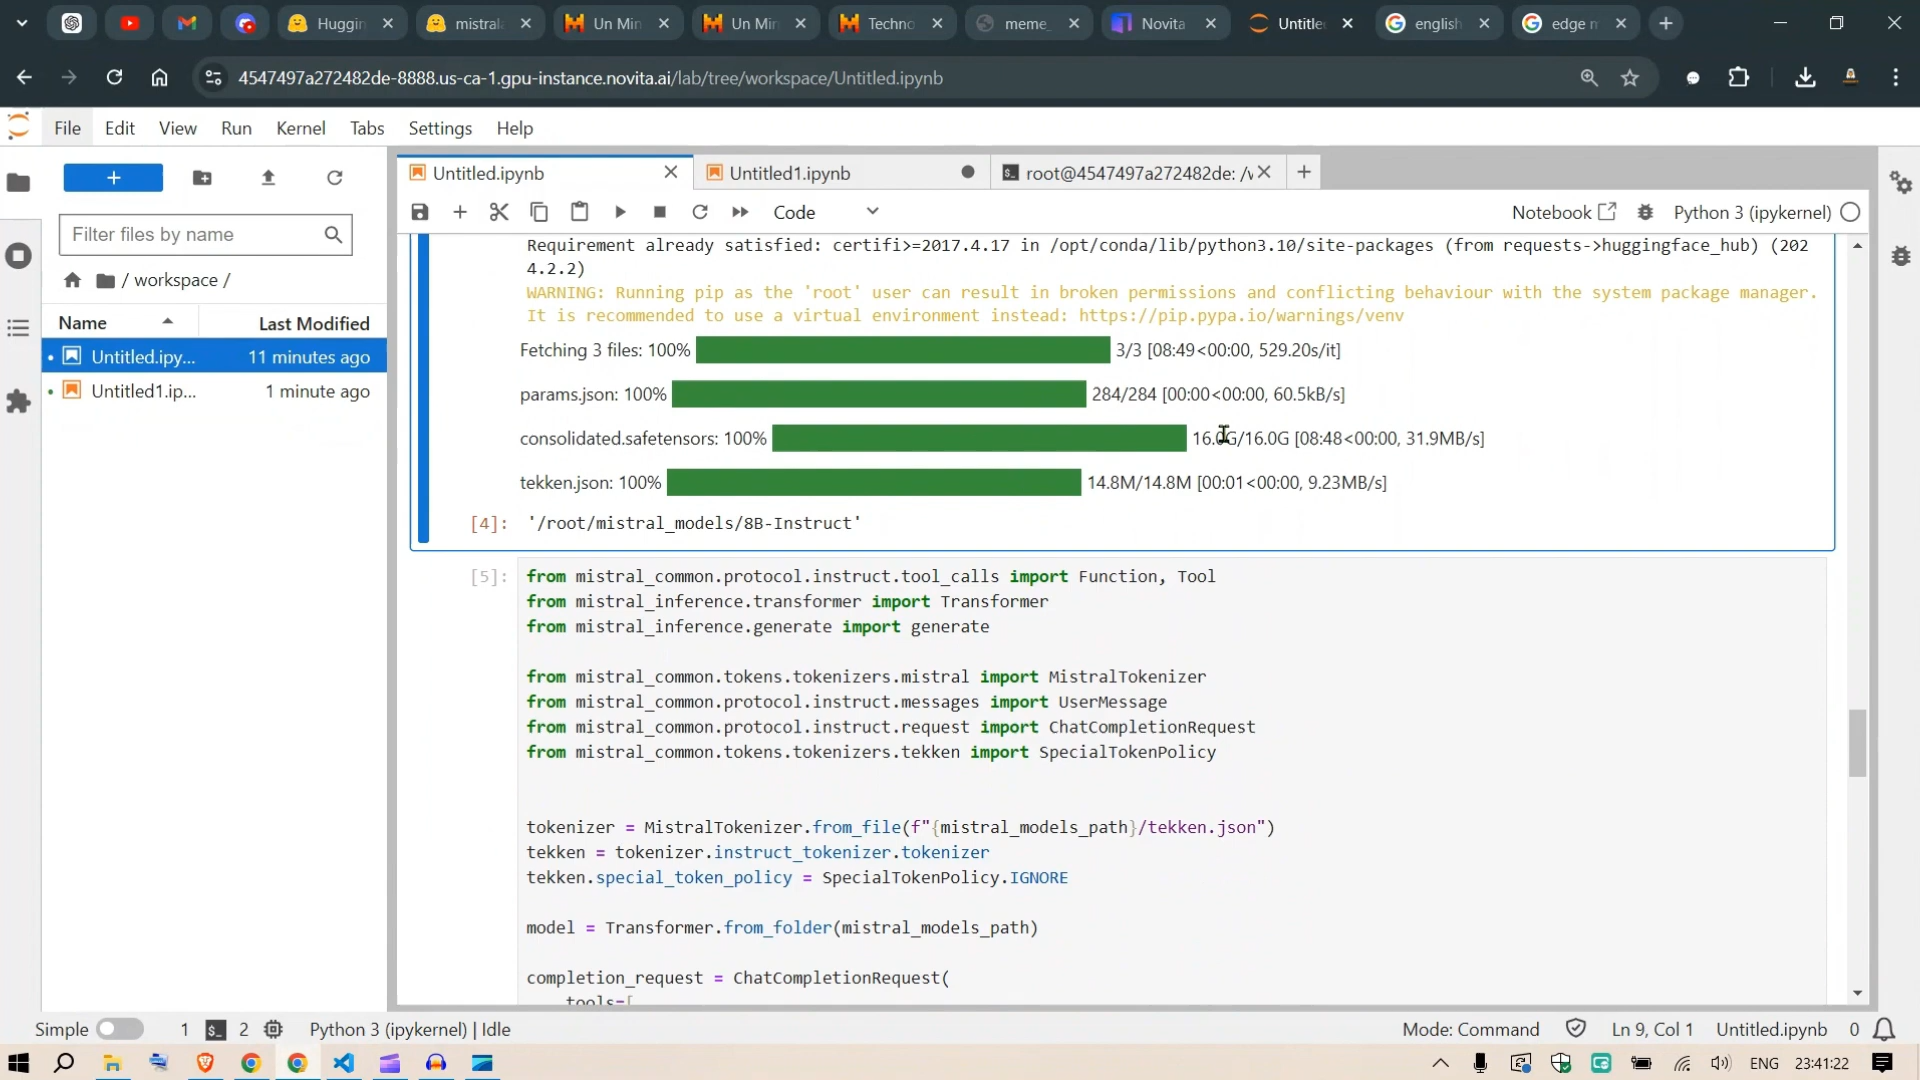 Huggin
mistral
Un Min
Un Min
Techno
meme_
Novita
Untitle
english
edge m
4547497a272482de-8888.us-ca-1.gpu-instance.novita.ai/lab/tree/workspace/Untitled.ipynb
File Edit View Run Kernel Tabs Settings Help
Untitled.ipynb
Untitled1.ipynb
root@4547497a272482de: /v
Code
Notebook
Python 3 (ipykernel)
Filter files by name
/ workspace /
Name Last Modified
Untitled.ipy... 11 minutes ago
Untitled1.ip... 1 minute ago
Requirement already satisfied: certifi>=2017.4.17 in /opt/conda/lib/python3.10/site-packages (from requests->huggingface_hub) (202
4.2.2)
WARNING: Running pip as the 'root' user can result in broken permissions and conflicting behaviour with the system package manager.
It is recommended to use a virtual environment instead: https://pip.pypa.io/warnings/venv
Fetching 3 files: 100% 3/3 [08:49<00:00, 529.20s/it]
params.json: 100% 284/284 [00:00<00:00, 60.5kB/s]
consolidated.safetensors: 100% 16.0G/16.0G [08:48<00:00, 31.9MB/s]
tekken.json: 100% 14.8M/14.8M [00:01<00:00, 9.23MB/s]
[4]: '/root/mistral_models/8B-Instruct'
[5]: from mistral_common.protocol.instruct.tool_calls import Function, Tool
from mistral_inference.transformer import Transformer
from mistral_inference.generate import generate
from mistral_common.tokens.tokenizers.mistral import MistralTokenizer
from mistral_common.protocol.instruct.messages import UserMessage
from mistral_common.protocol.instruct.request import ChatCompletionRequest
from mistral_common.tokens.tokenizers.tekken import SpecialTokenPolicy
tokenizer = MistralTokenizer.from_file(f"{mistral_models_path}/tekken.json")
tekken = tokenizer.instruct_tokenizer.tokenizer
tekken.special_token_policy = SpecialTokenPolicy.IGNORE
model = Transformer.from_folder(mistral_models_path)
completion_request = ChatCompletionRequest(
tools=[
Simple 1 2 Python 3 (ipykernel) | Idle
Mode: Command Ln 9, Col 1 Untitled.ipynb 0
ENG 23:41:22